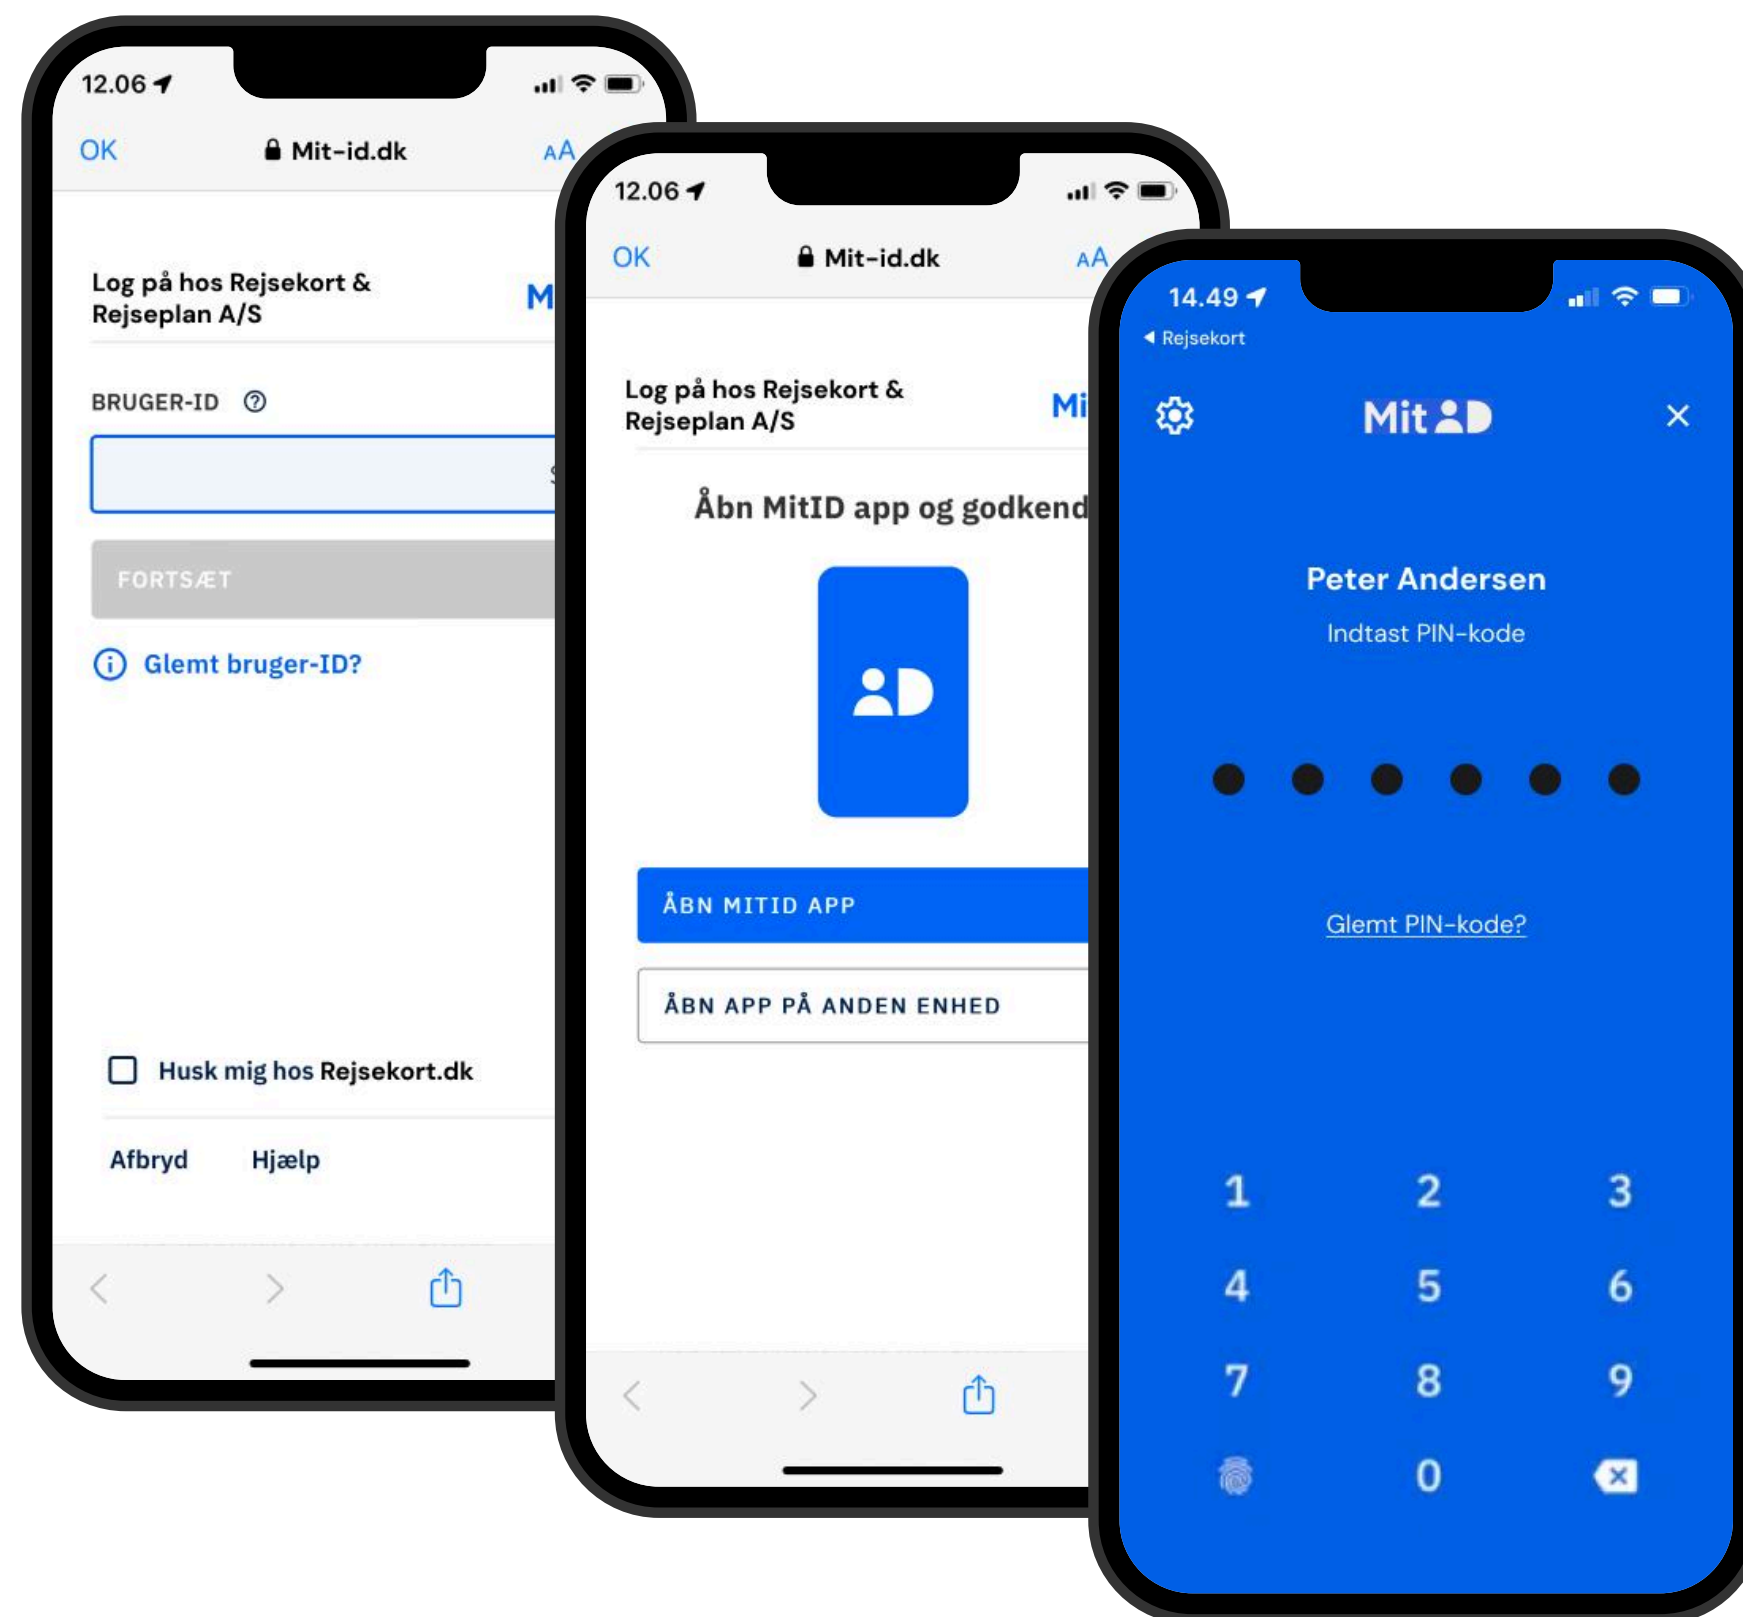 12.06
OK
Mit-id.dk
AA
Log på hos Rejsekort &
Rejseplan A/S
BRUGER-ID
FORTSÆT
Glemt bruger-ID?
Husk mig hos Rejsekort.dk
Afbryd Hjælp
12.06
OK
Mit-id.dk
AA
Log på hos Rejsekort &
Rejseplan A/S
Mi
Åbn MitID app og godkend
ÅBN MITID APP
ÅBN APP PÅ ANDEN ENHED
14.49
Rejsekort
Mit
Peter Andersen
Indtast PIN-kode
Glemt PIN-kode?
1 2 3
4 5 6
7 8 9
0